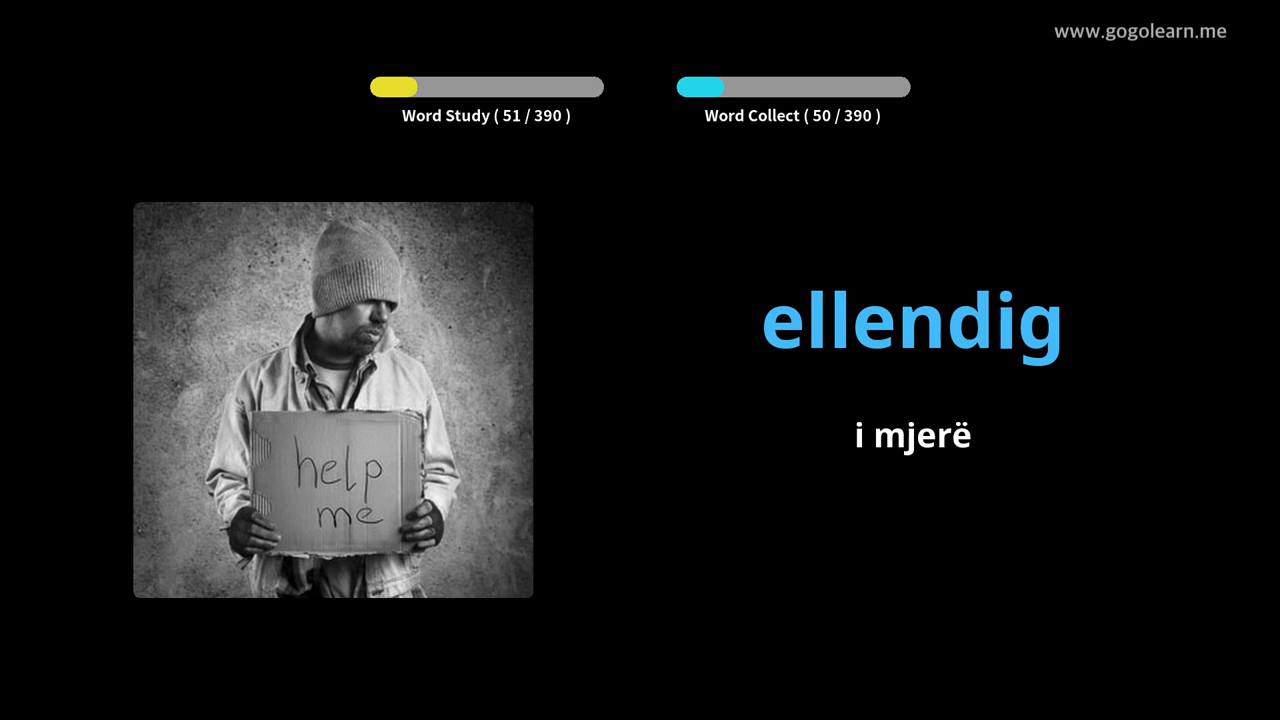 www.gogolearn.me
Word Study ( 51 / 390 )
Word Collect ( 50 / 390 )
help
me
ellendig
i mjerë